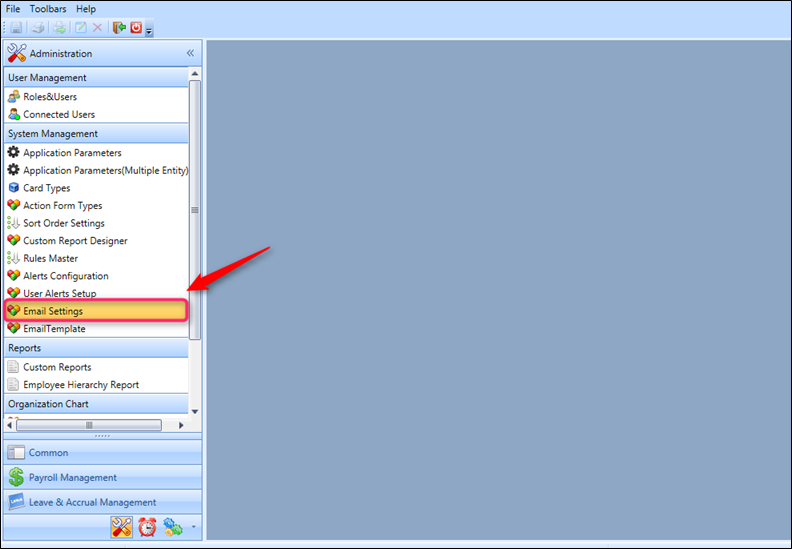 File Toolbars Help
Administration
User Management
Roles&Users
Connected Users
System Management
Application Parameters
Application Parameters(Multiple Entity)
Card Types
Action Form Types
Sort Order Settings
Custom Report Designer
Rules Master
Alerts Configuration
User Alerts Setup
Email Settings
EmailTemplate
Reports
Custom Reports
Employee Hierarchy Report
Organization Chart
Common
Payroll Management
Leave & Accrual Management